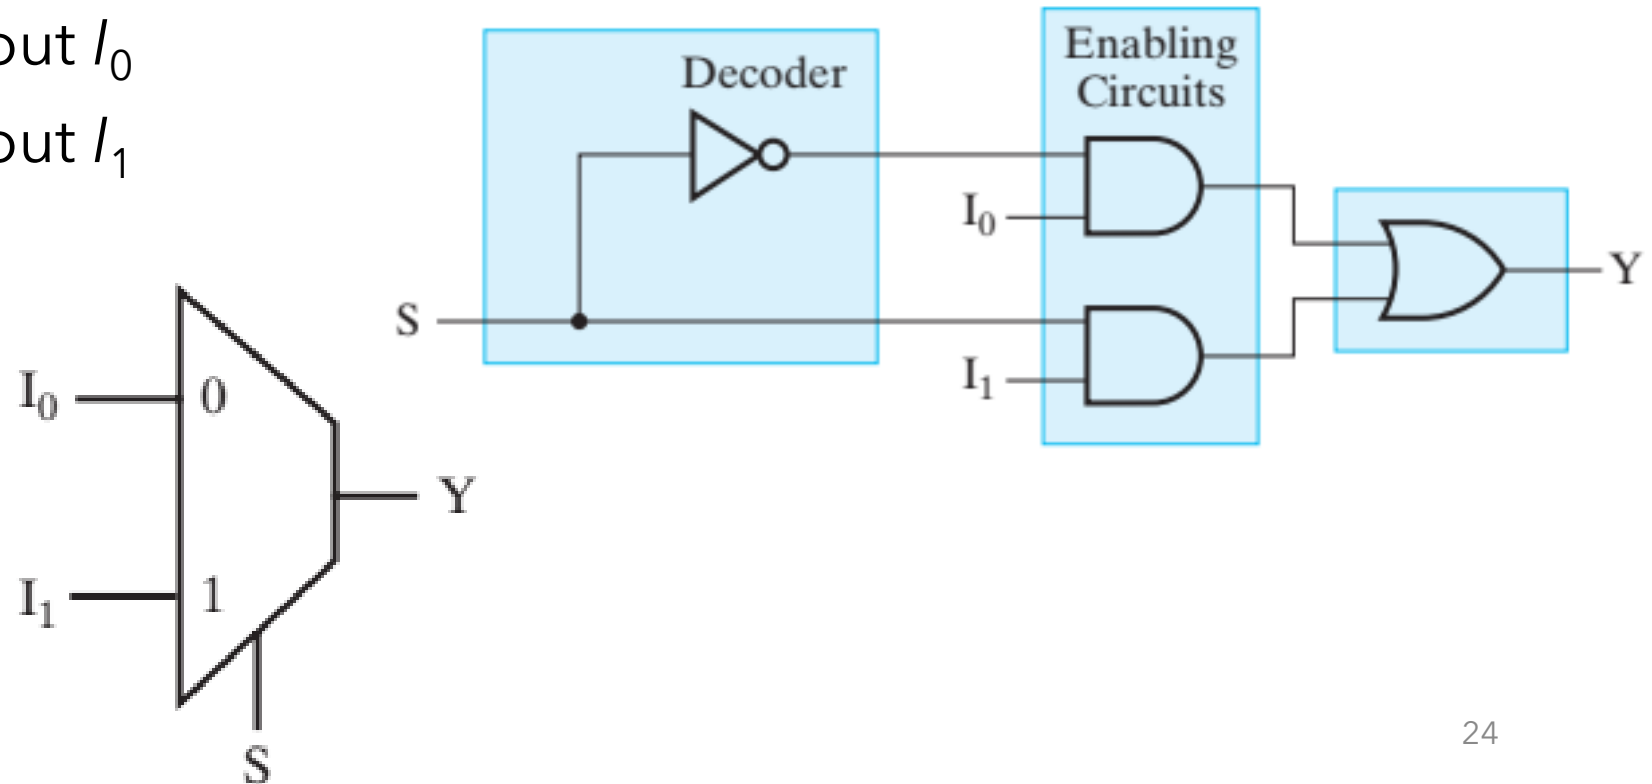 out I₀
out I₁
Decoder
Enabling
Circuits
I₀
S
I₁
Y
I₀
0
Y
I₁
1
S
24